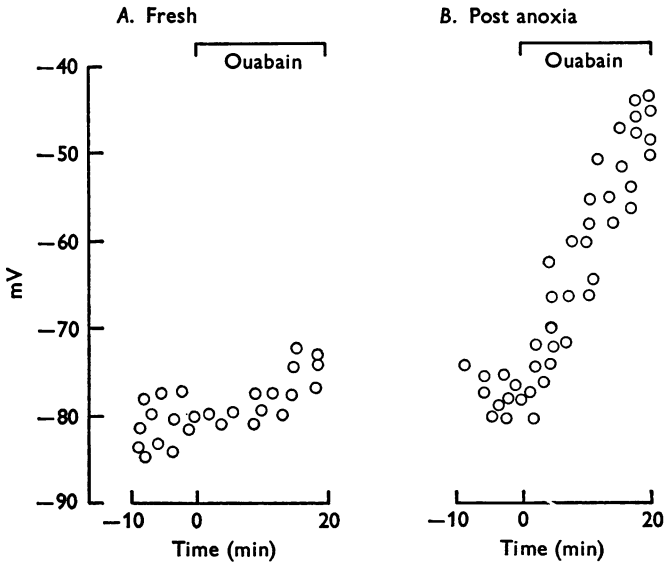 A. Fresh
B. Post anoxia
Ouabain
Ouabain
−40
−50
−60
−70
−80
−90
mV
−10 0 20
−10 0 20
Time (min)
Time (min)